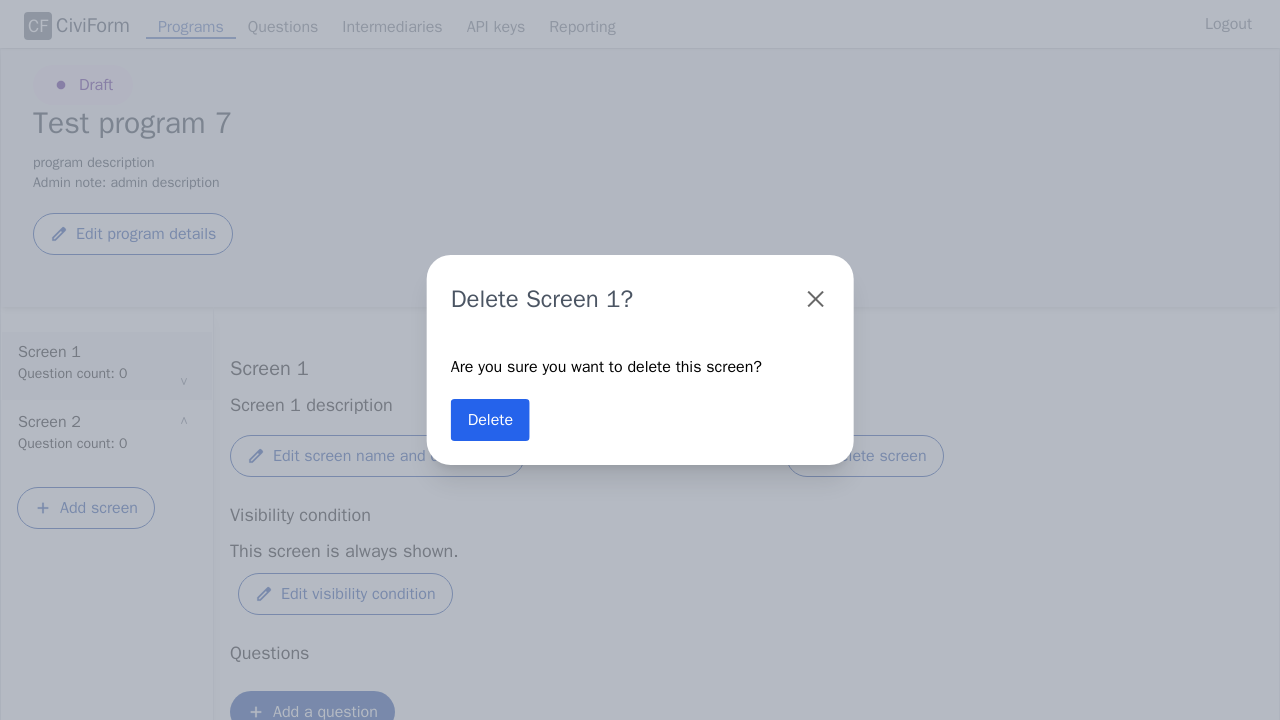 CF CiviForm Programs Questions Intermediaries API keys Reporting Logout
Draft
Test program 7
program description
Admin note: admin description
Edit program details
Delete Screen 1?
Are you sure you want to delete this screen?
Delete
Screen 1
Question count: 0
Screen 2
Question count: 0
Add screen
Screen 1
Screen 1 description
Edit screen name and
screen
Visibility condition
This screen is always shown.
Edit visibility condition
Questions
Add a question